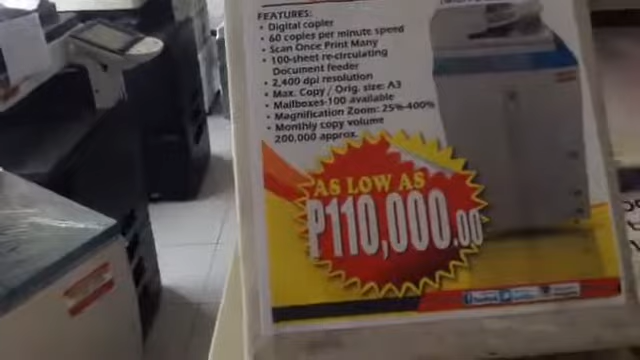 FEATURES:
• Digital copier
• 60 copies per minute speed
• Scan Once Print Many
• 100-sheet re-circulating
Document feeder
• 2,400 dpi resolution
• Max. Copy / Orig. size: A3
• Mailboxes-100 available
• Magnification Zoom: 25%-400%
• Monthly copy volume
200,000 approx.
AS LOW AS
₱110,000.00